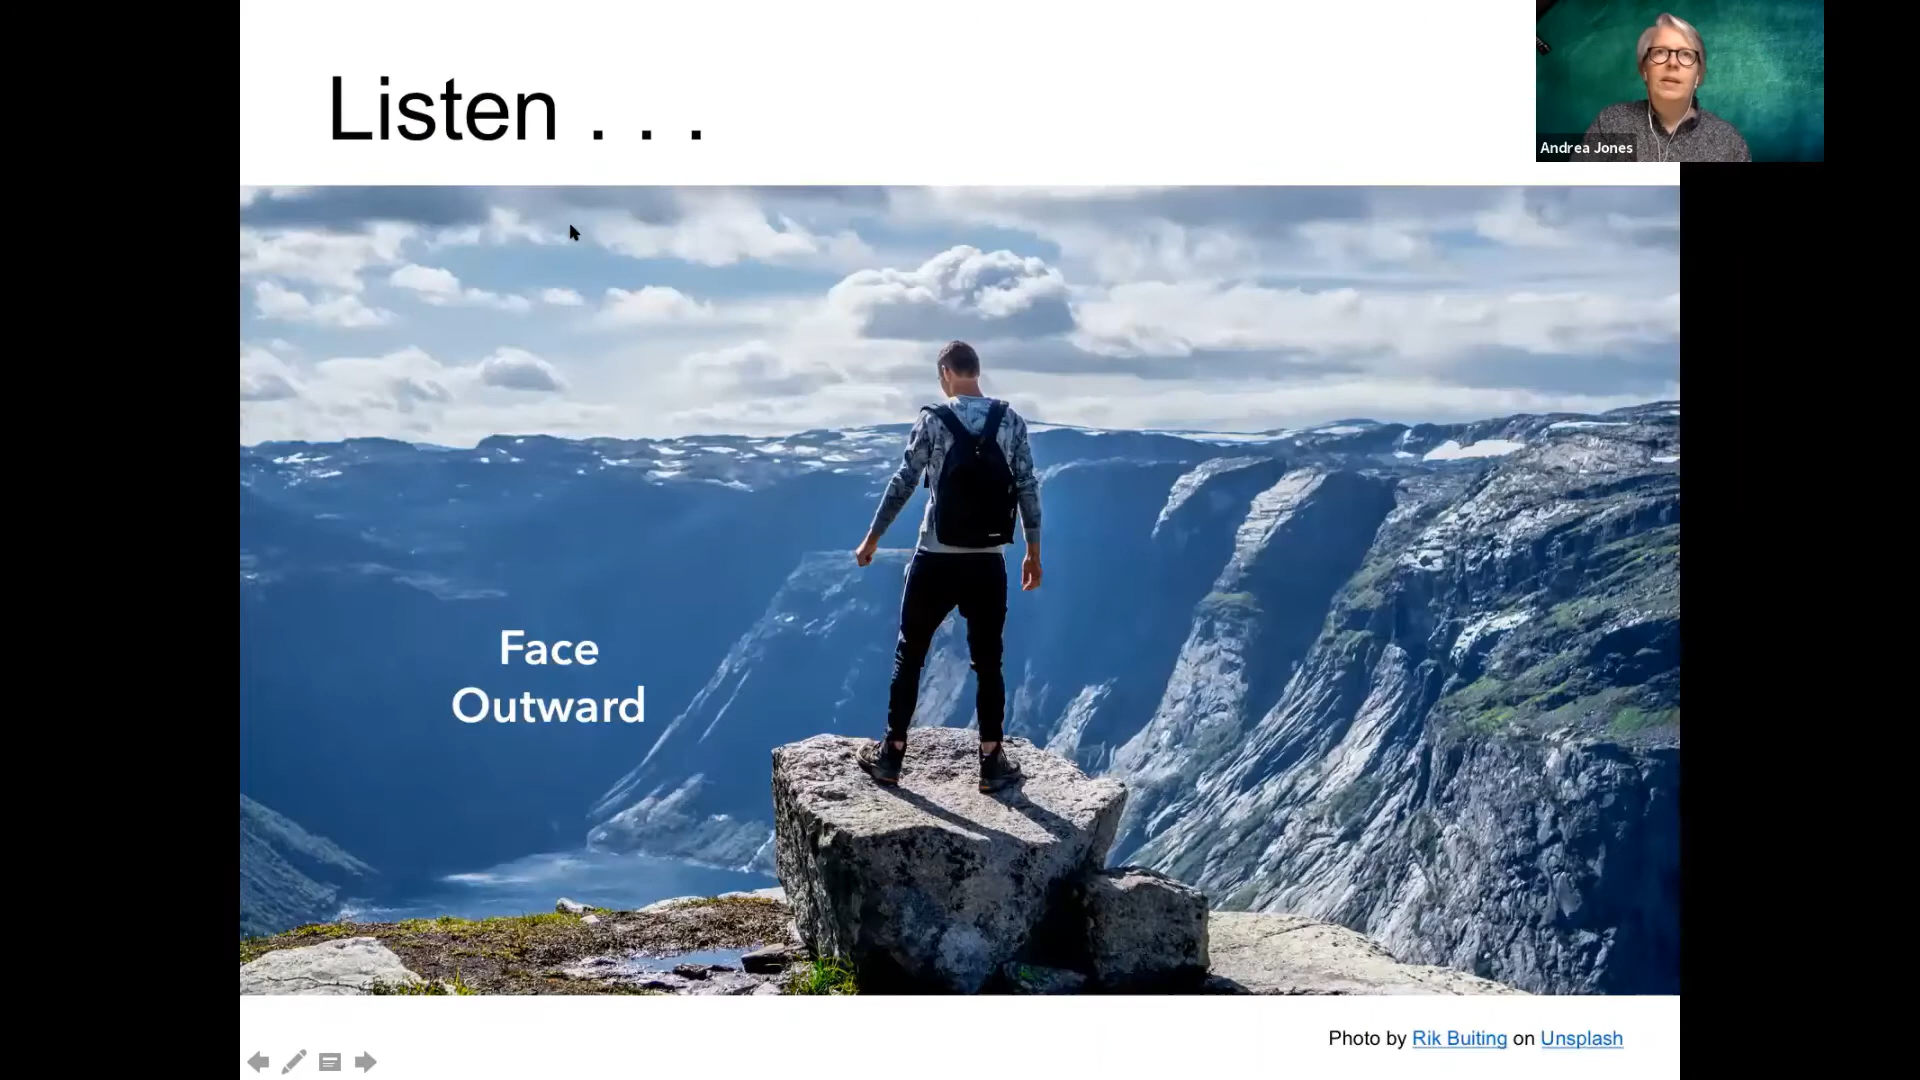 Listen . . .
Andrea Jones
Face
Outward
Photo by Rik Buiting on Unsplash